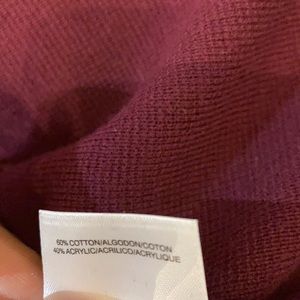 60% COTTON/ALGODON/COTON
40% ACRYLIC/ACRILICO/ACRYLIQUE